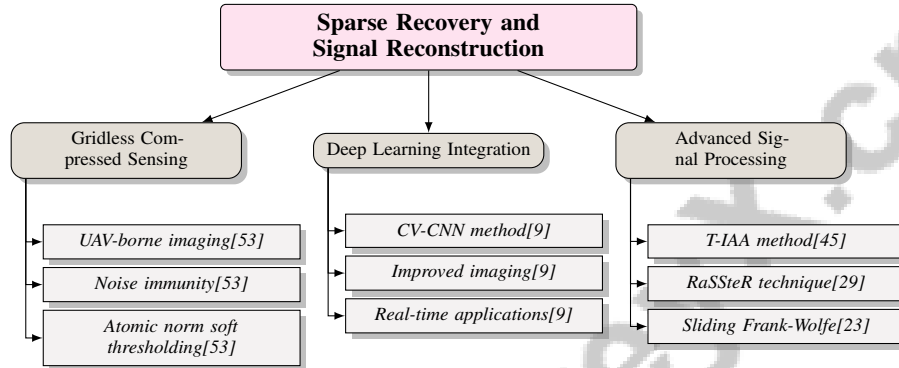 Sparse Recovery and
Signal Reconstruction
Gridless Com-
pressed Sensing
UAV-borne imaging[53]
Noise immunity[53]
Atomic norm soft
thresholding[53]
Deep Learning Integration
CV-CNN method[9]
Improved imaging[9]
Real-time applications[9]
Advanced Sig-
nal Processing
T-IAA method[45]
RaSSteR technique[29]
Sliding Frank-Wolfe[23]